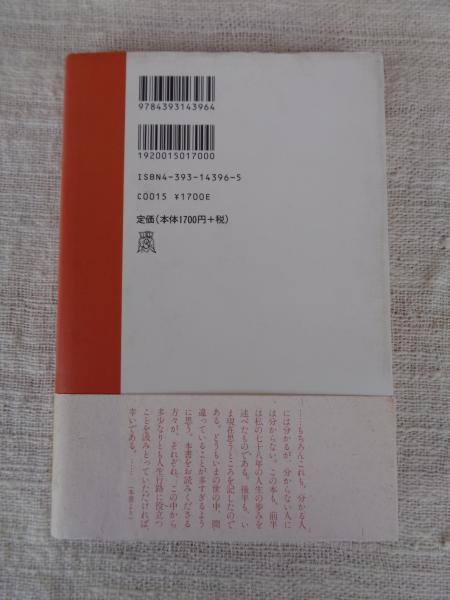 9784393143964
1920015017000
ISBN4-393-14396-5
C0015 ¥1700E
定価(本体1700円+税)
……もちろんこれも、分かる人
には分かるが、分からない人に
は分からない。この本も、前半
は私の七十八年の人生の歩みを
述べたものである。後半も、い
ま現在思うところを記したので
ある。どうもいまの世の中、間
違っていることが多すぎるよう
に思う。本書をお読みくださる
方々が、それぞれ、この中から
多少なりとも人生行路に役立つ
ことを読みとっていただければ、
幸いである。……(本書より)